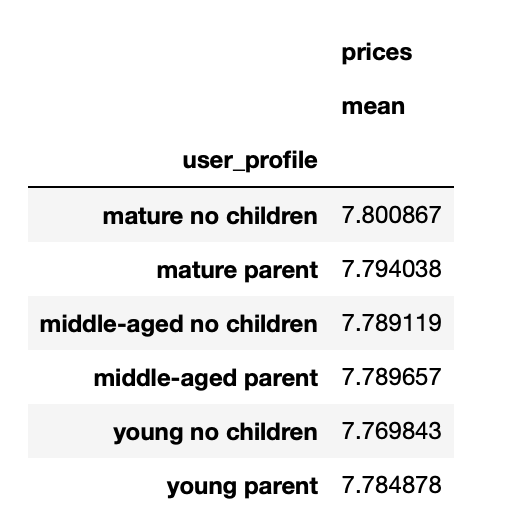 prices
mean
user_profile
mature no children 7.800867
mature parent 7.794038
middle-aged no children 7.789119
middle-aged parent 7.789657
young no children 7.769843
young parent 7.784878